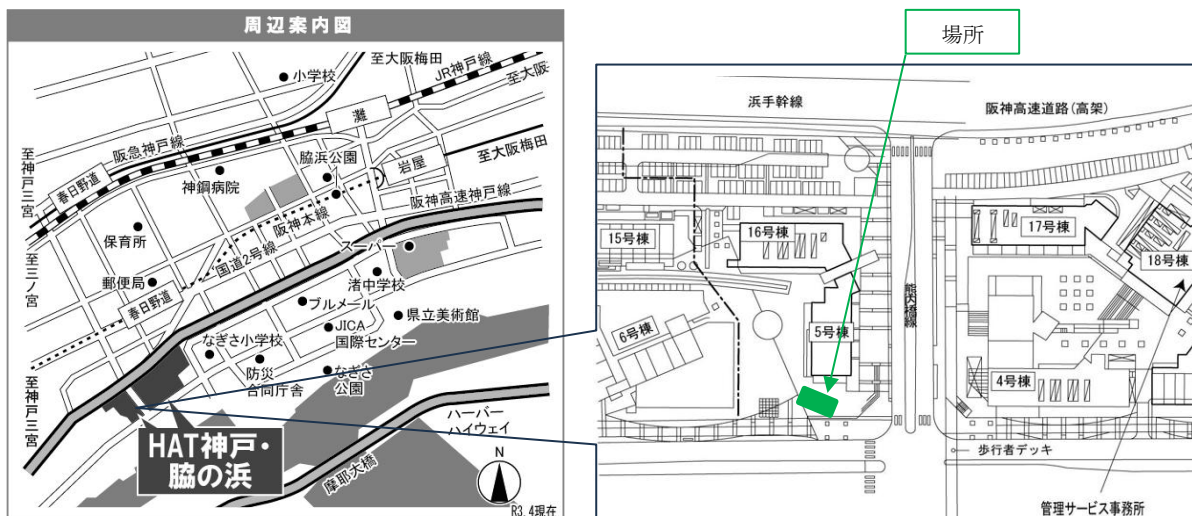 周辺案内図
至大阪梅田
JR神戸線
至大阪
小学校
灘
阪急神戸線
脇浜公園
岩屋
至大阪梅田
至神戸三宮
春日野道
神鋼病院
阪神高速神戸線
阪神本線
保育所
スーパー
国道2号線
至三ノ宮
郵便局
渚中学校
春日野道
ブルメール
県立美術館
JICA
国際センター
なぎさ小学校
防災
合同庁舎
なぎさ
公園
至神戸三宮
ハーバー
ハイウェイ
HAT神戸・
脇の浜
摩耶大橋
N
R3.4現在
場所
浜手幹線
阪神高速道路(高架)
15号棟
16号棟
17号棟
18号棟
熊内橋線
6号棟
5号棟
4号棟
歩行者デッキ
管理サービス事務所